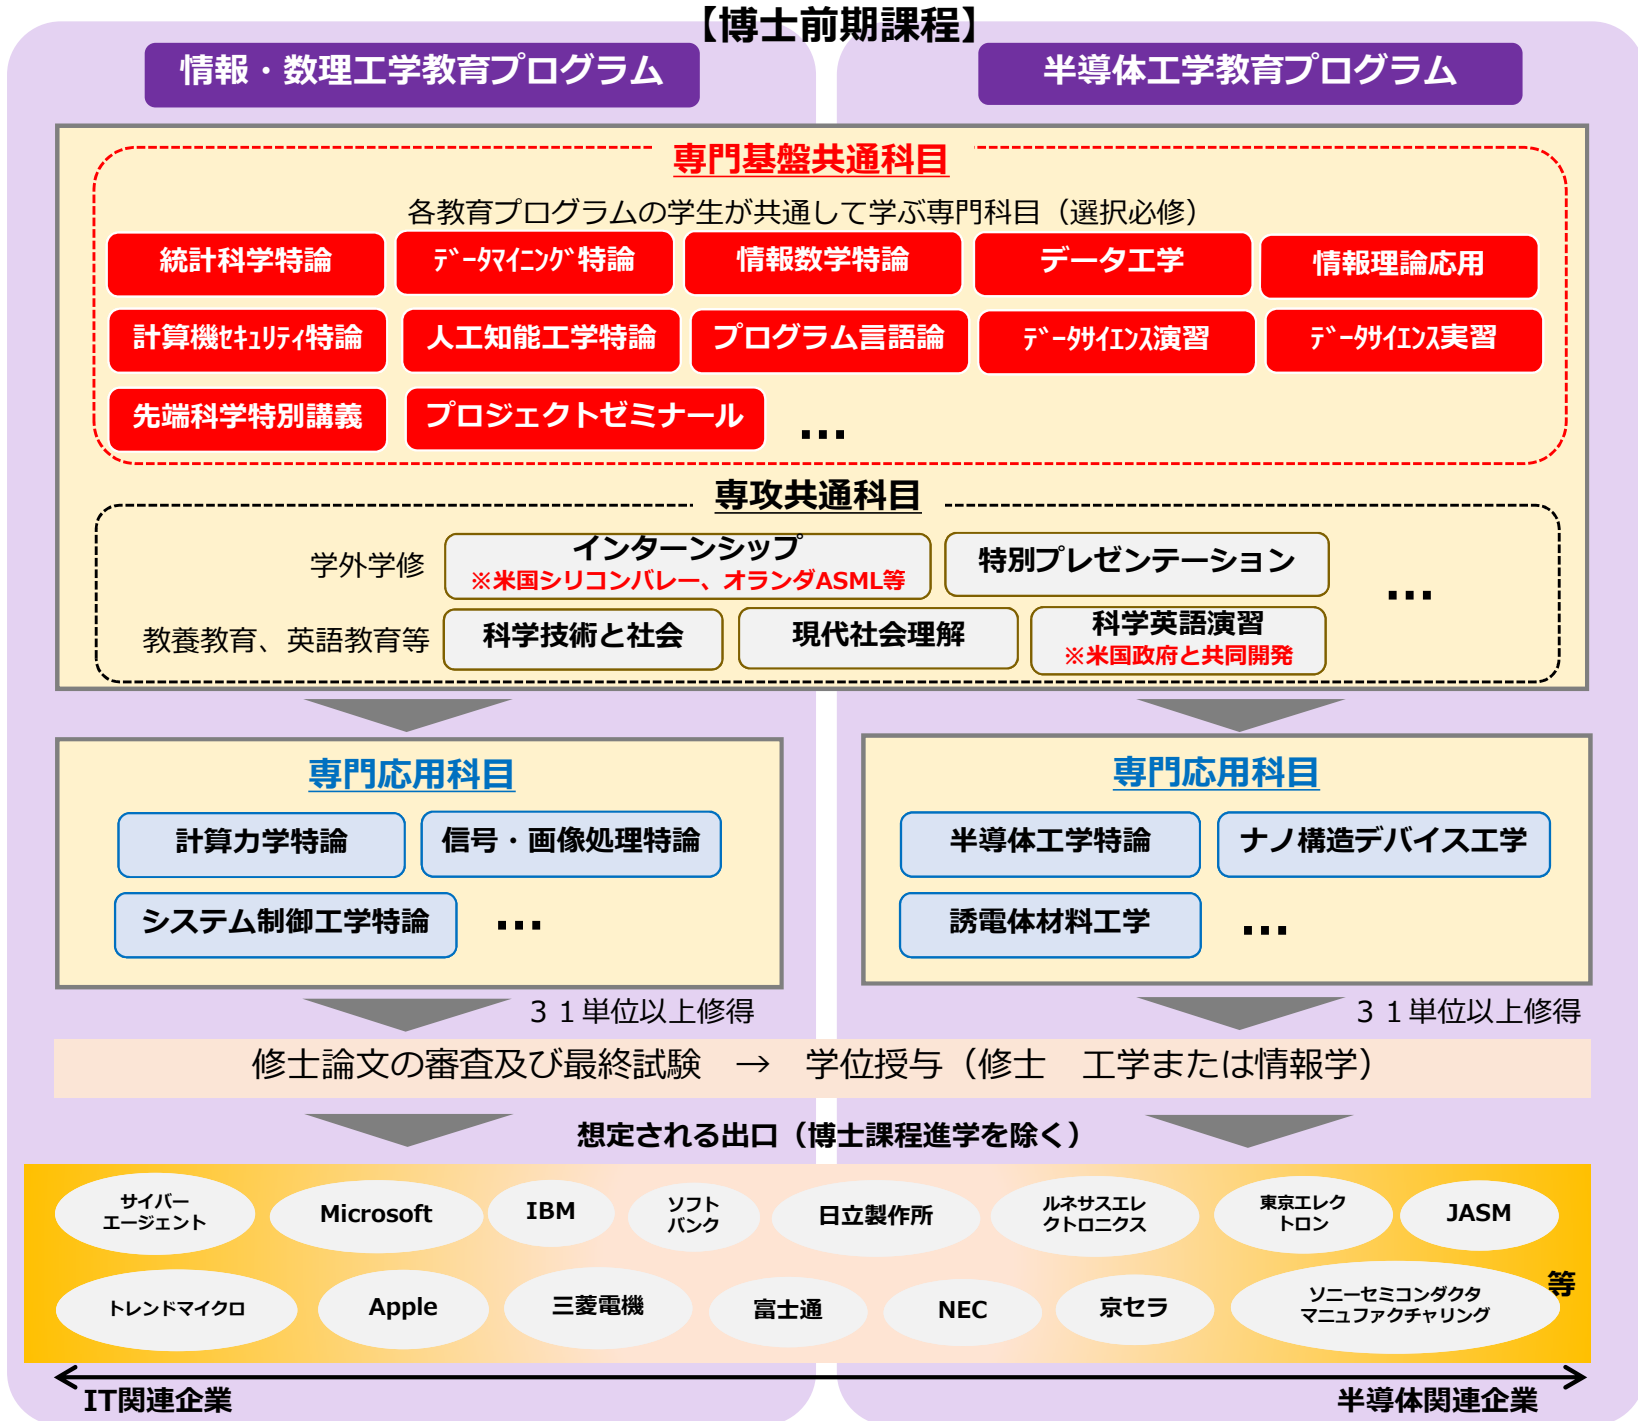 【博士前期課程】
情報・数理工学教育プログラム
半導体工学教育プログラム
専門基盤共通科目
各教育プログラムの学生が共通して学ぶ専門科目（選択必修）
統計科学特論
ﾃﾞｰﾀﾏｲﾆﾝｸﾞ特論
情報数学特論
データ工学
情報理論応用
計算機ｾｷｭﾘﾃｨ特論
人工知能工学特論
プログラム言語論
ﾃﾞｰﾀｻｲｴﾝｽ演習
ﾃﾞｰﾀｻｲｴﾝｽ実習
先端科学特別講義
プロジェクトゼミナール
…
専攻共通科目
学外学修
インターンシップ
※米国シリコンバレー、オランダASML等
特別プレゼンテーション
…
教養教育、英語教育等
科学技術と社会
現代社会理解
科学英語演習
※米国政府と共同開発
専門応用科目
計算力学特論
信号・画像処理特論
システム制御工学特論
…
専門応用科目
半導体工学特論
ナノ構造デバイス工学
誘電体材料工学
…
３１単位以上修得
３１単位以上修得
修士論文の審査及び最終試験　→　学位授与（修士　工学または情報学）
想定される出口（博士課程進学を除く）
サイバー
エージェント
Microsoft
IBM
ソフト
バンク
日立製作所
ルネサスエレ
クトロニクス
東京エレク
トロン
JASM
トレンドマイクロ
Apple
三菱電機
富士通
NEC
京セラ
ソニーセミコンダクタ
マニュファクチャリング
等
IT関連企業
半導体関連企業